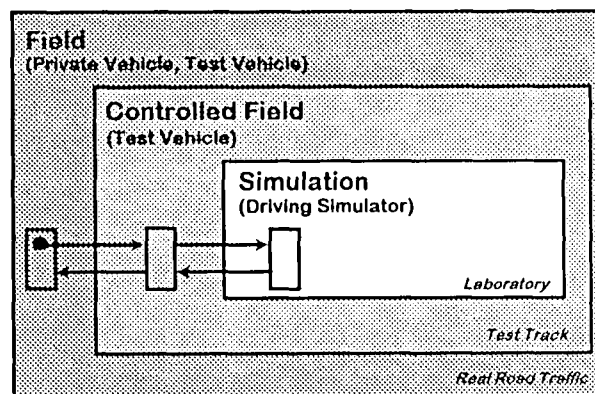 Field
(Private Vehicle, Test Vehicle)
Controlled Field
(Test Vehicle)
Simulation
(Driving Simulator)
Laboratory
Test Track
Real Road Traffic